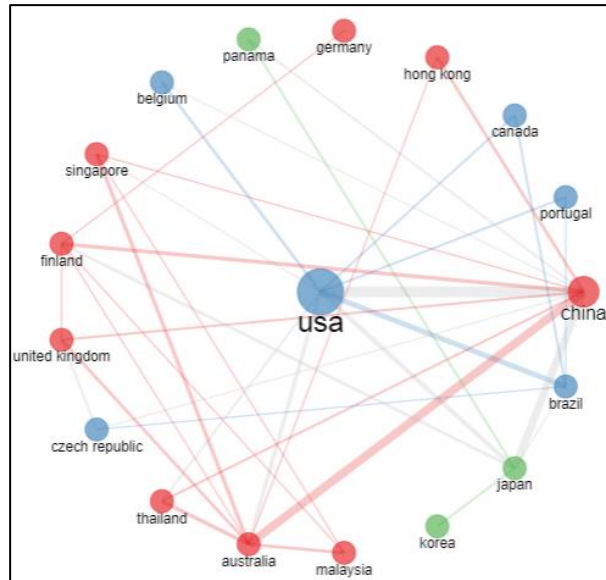 germany
panama
hong kong
belgium
canada
singapore
portugal
finland
usa
china
united kingdom
brazil
czech republic
japan
thailand
korea
australia
malaysia